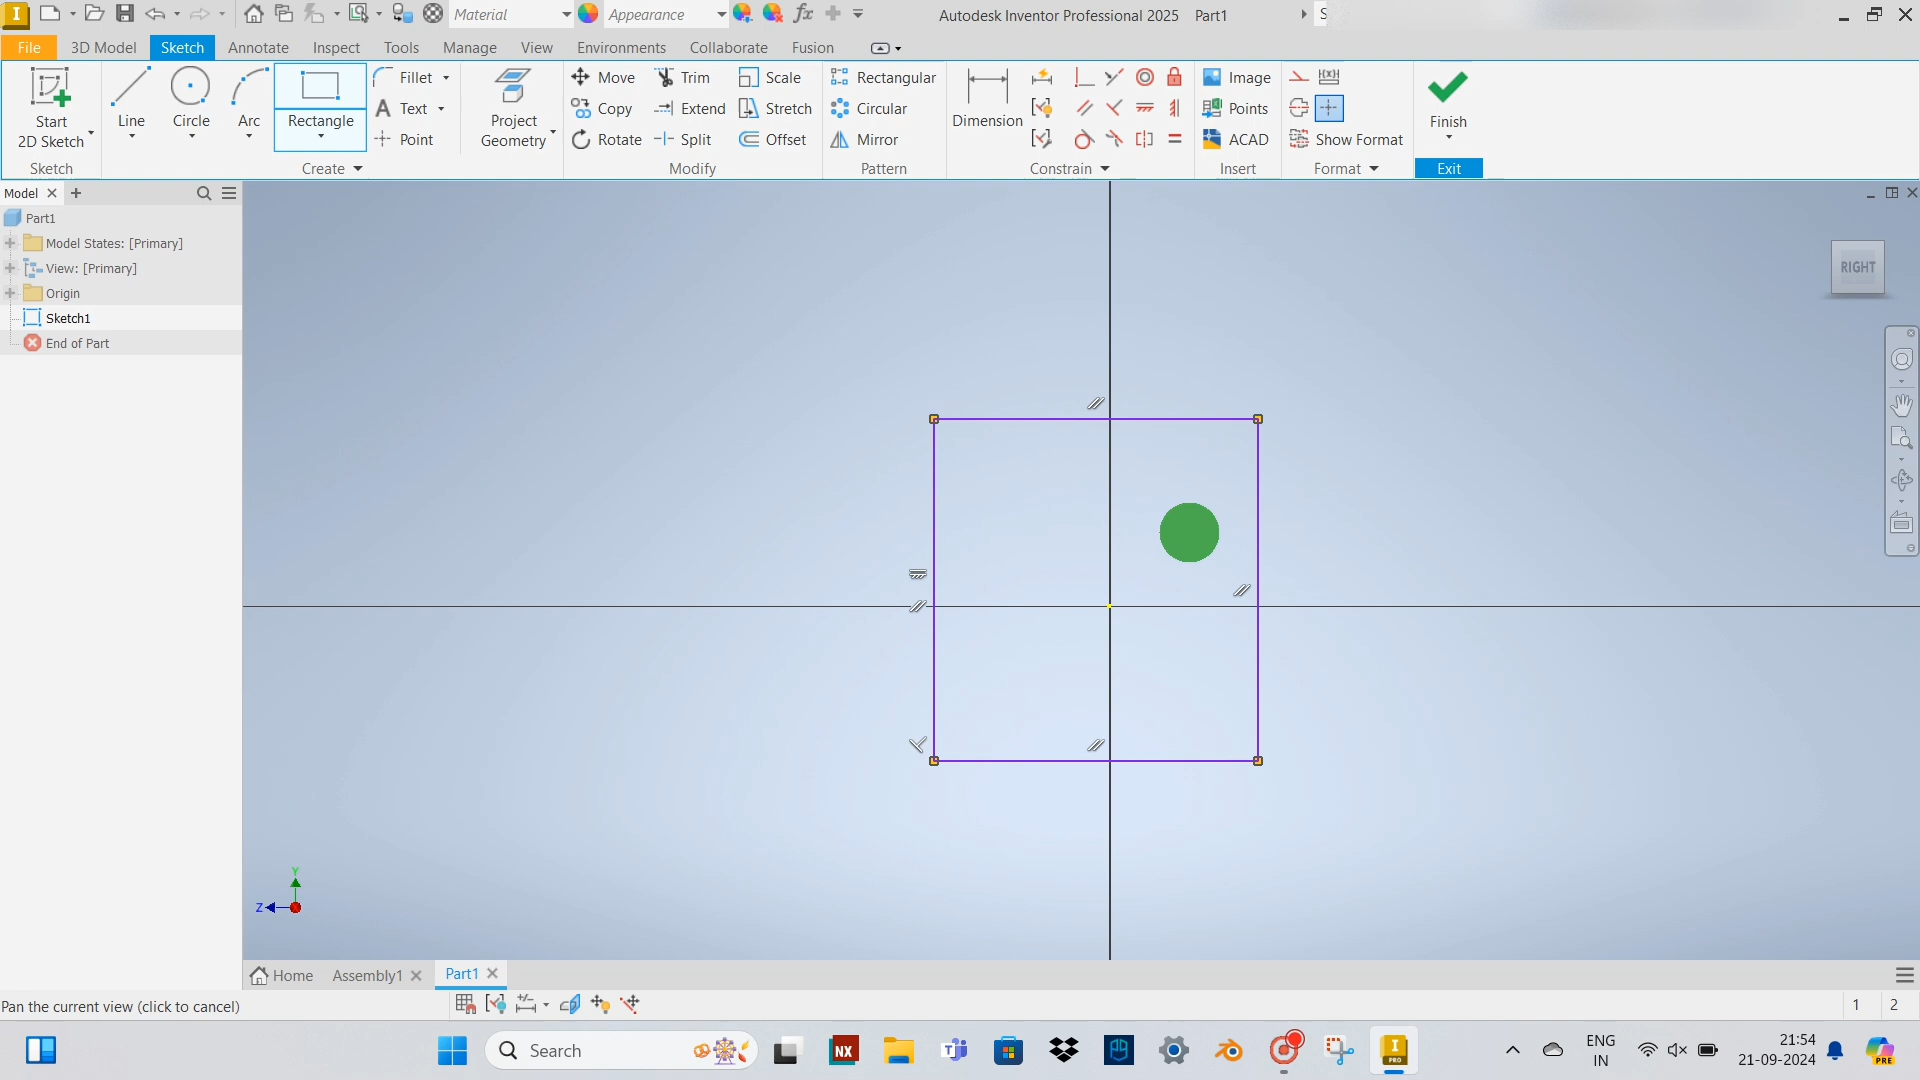 Material
Appearance
Autodesk Inventor Professional 2025 Part1
File 3D Model Sketch Annotate Inspect Tools Manage View Environments Collaborate Fusion
Start
2D Sketch
Line
Circle
Arc
Rectangle
Fillet
Text
Point
Project
Geometry
Move
Copy
Rotate
Trim
Extend
Split
Scale
Stretch
Offset
Rectangular
Circular
Mirror
Dimension
Image
Points
ACAD
Show Format
Finish
Sketch
Create
Modify
Pattern
Constrain
Insert
Format
Exit
Model
Part1
Model States: [Primary]
View: [Primary]
Origin
Sketch1
End of Part
RIGHT
Y
Z
Home Assembly1 Part1
Pan the current view (click to cancel)
1 2
Search
NX
PRO
ENG
IN
21:54
21-09-2024
PRE